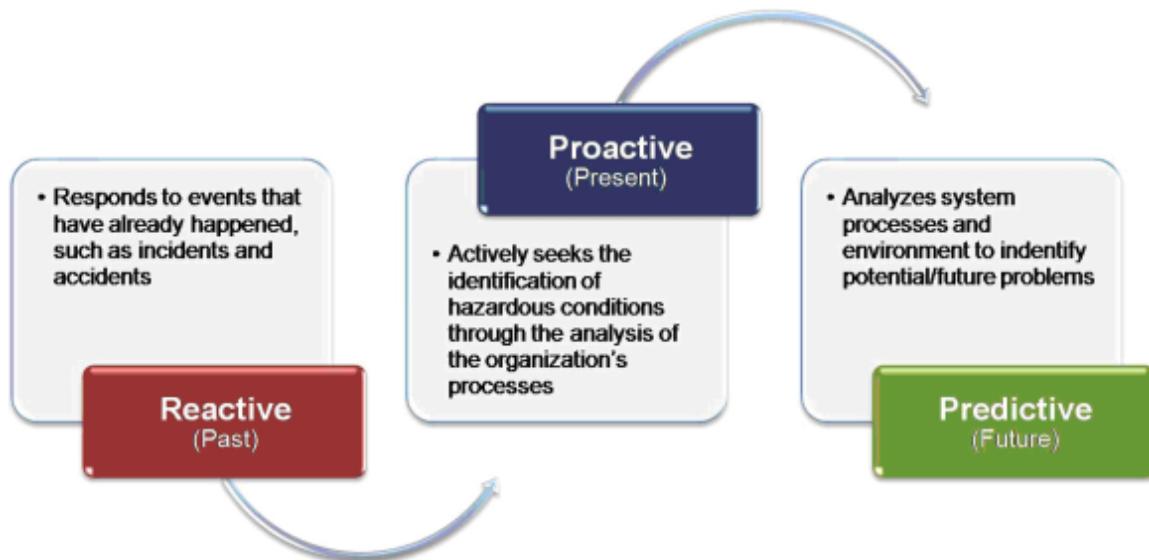 • Responds to events that
have already happened,
such as incidents and
accidents
Reactive
(Past)
Proactive
(Present)
• Actively seeks the
identification of
hazardous conditions
through the analysis of
the organization's
processes
• Analyzes system
processes and
environment to indentify
potential/future problems
Predictive
(Future)